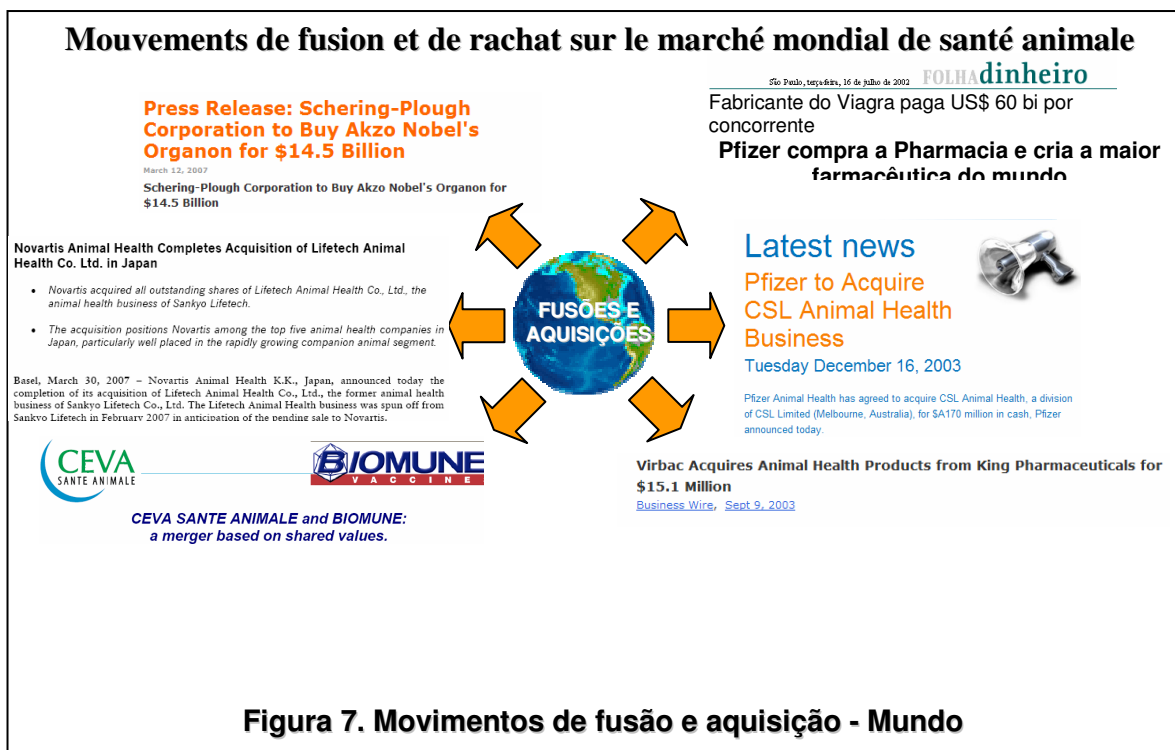 Mouvements de fusion et de rachat sur le marché mondial de santé animale
São Paulo, terça-feira, 16 de julho de 2002 FOLHAdinheiro
Fabricante do Viagra paga US$ 60 bi por
concorrente
Pfizer compra a Pharmacia e cria a maior
farmacêutica do mundo
Press Release: Schering-Plough
Corporation to Buy Akzo Nobel's
Organon for $14.5 Billion
March 12, 2007
Schering-Plough Corporation to Buy Akzo Nobel's Organon for
$14.5 Billion
Novartis Animal Health Completes Acquisition of Lifetech Animal
Health Co. Ltd. in Japan
• Novartis acquired all outstanding shares of Lifetech Animal Health Co., Ltd., the
animal health business of Sankyo Lifetech.
• The acquisition positions Novartis among the top five animal health companies in
Japan, particularly well placed in the rapidly growing companion animal segment.
Basel, March 30, 2007 – Novartis Animal Health K.K., Japan, announced today the
completion of its acquisition of Lifetech Animal Health Co., Ltd., the former animal health
business of Sankyo Lifetech Co., Ltd. The Lifetech Animal Health business was spun off from
Sankyo Lifetech in February 2007 in anticipation of the pending sale to Novartis.
FUSÕES E
AQUISIÇÕES
Latest news
Pfizer to Acquire
CSL Animal Health
Business
Tuesday December 16, 2003
Pfizer Animal Health has agreed to acquire CSL Animal Health, a division
of CSL Limited (Melbourne, Australia), for $A170 million in cash, Pfizer
announced today.
CEVA
SANTE ANIMALE
BIOMUNE
VACCINE
CEVA SANTE ANIMALE and BIOMUNE:
a merger based on shared values.
Virbac Acquires Animal Health Products from King Pharmaceuticals for
$15.1 Million
Business Wire, Sept 9, 2003
Figura 7. Movimentos de fusão e aquisição - Mundo